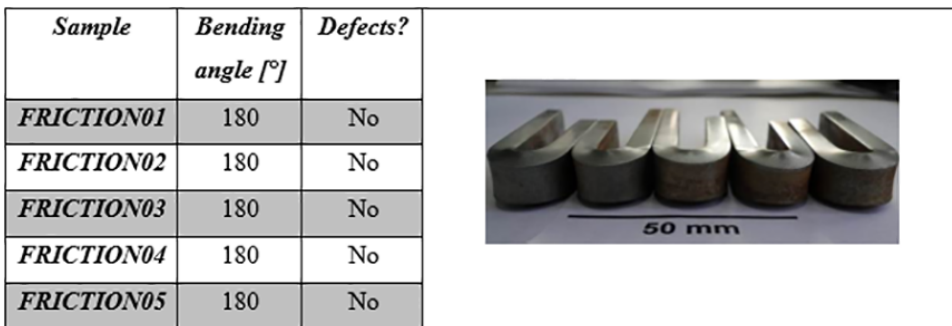 Sample Bending angle [°] Defects?
FRICTION01 180 No
FRICTION02 180 No
FRICTION03 180 No
FRICTION04 180 No
FRICTION05 180 No
50 mm